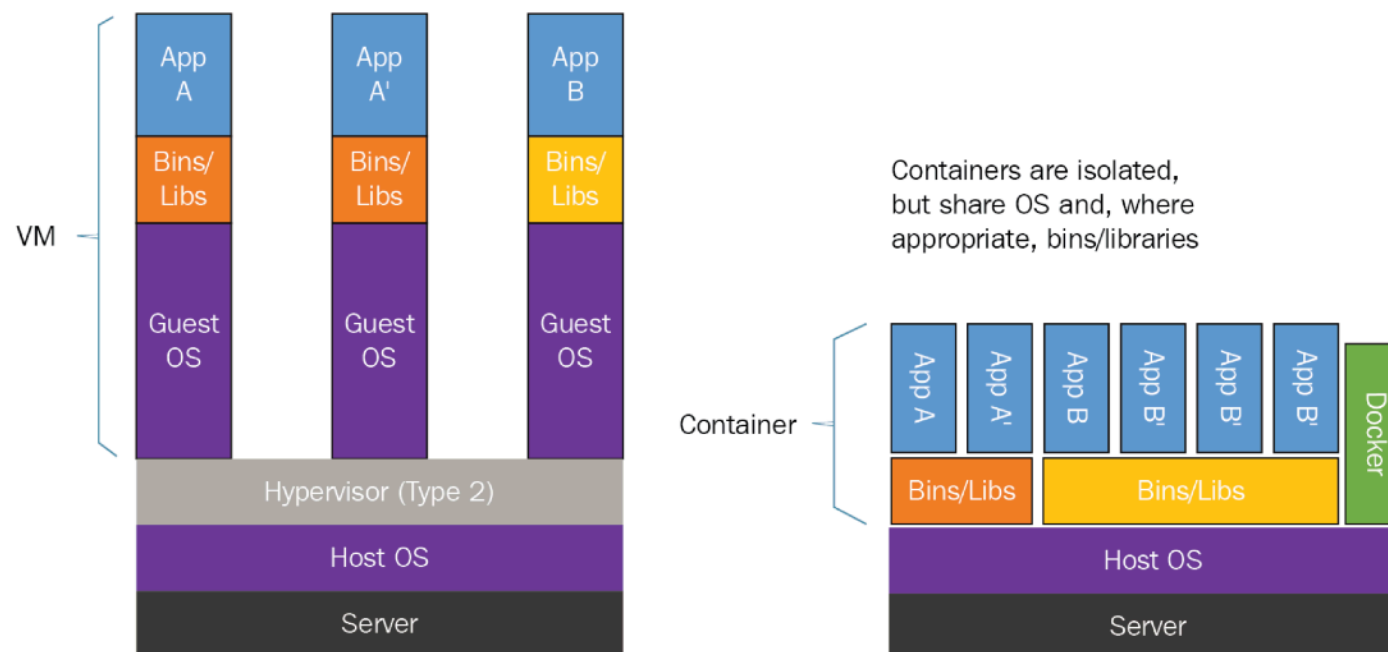 VM
App
A
Bins/
Libs
Guest
OS
App
A'
Bins/
Libs
Guest
OS
App
B
Bins/
Libs
Guest
OS
Hypervisor (Type 2)
Host OS
Server
Containers are isolated,
but share OS and, where
appropriate, bins/libraries
Container
App A
App A'
App B
App B'
App B'
App B'
Docker
Bins/Libs
Bins/Libs
Host OS
Server